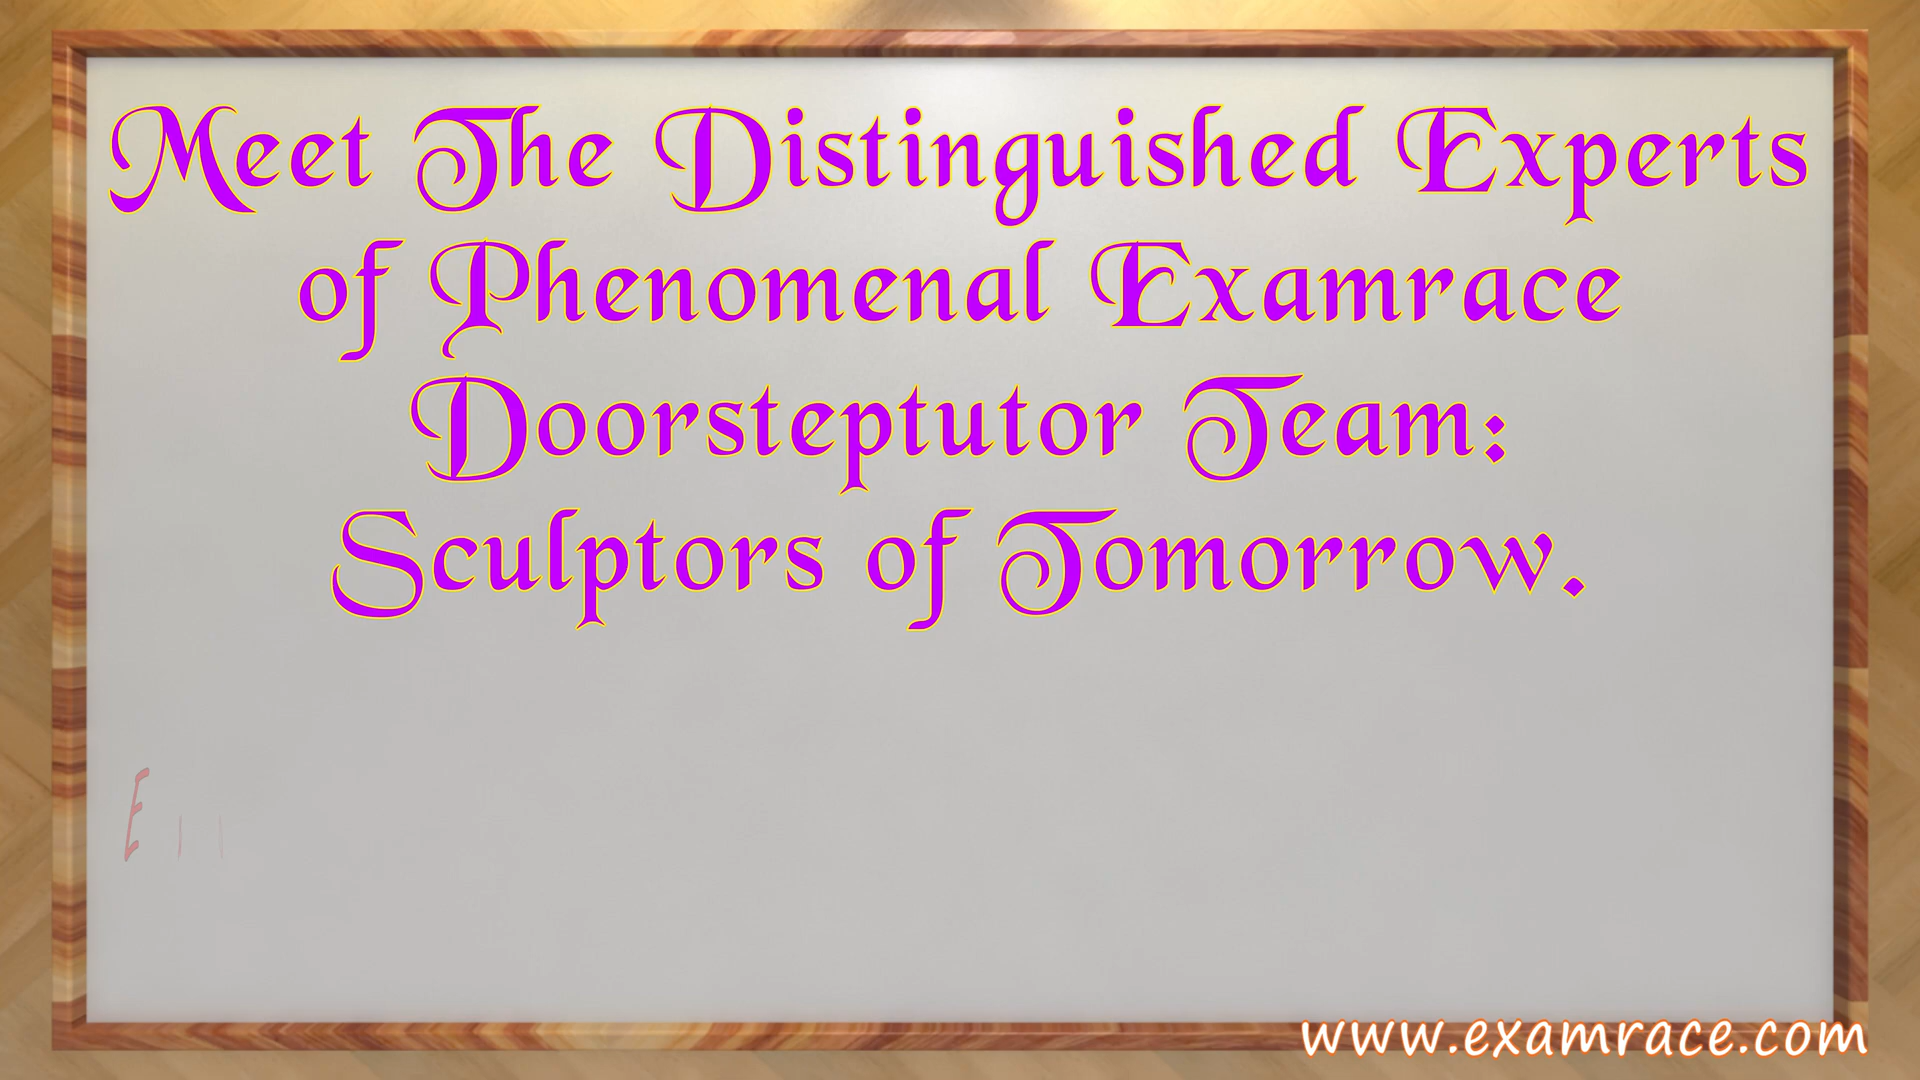 Meet The Distinguished Experts
of Phenomenal Examrace
Doorsteptutor Team:
Sculptors of Tomorrow.
E
www.examrace.com